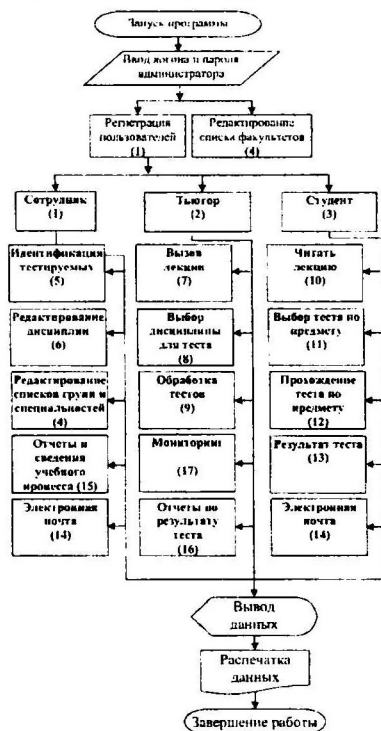 Запуск программы
Ввод логина и пароля
администратора
Регистрация
пользователей
(1)
Редактирование
списка факультетов
(4)
Сотрудник
(1)
Тьютор
(2)
Студент
(3)
Идентификация
тестируемых
(5)
Вызов
лекции
(7)
Читать
лекцию
(10)
Редактирование
дисциплин
(6)
Выбор
дисциплины
для теста
(8)
Выбор теста по
предмету
(11)
Редактирование
списков групп и
специальностей
(4)
Обработка
тестов
(9)
Прохождение
теста по
предмету
(12)
Отчеты и
сведения
учебного
процесса (15)
Мониторинг
(17)
Результат теста
(13)
Электронная
почта
(14)
Отчеты по
результату
теста
(16)
Электронная
почта
(14)
Вывод
данных
Распечатка
данных
Завершение работы